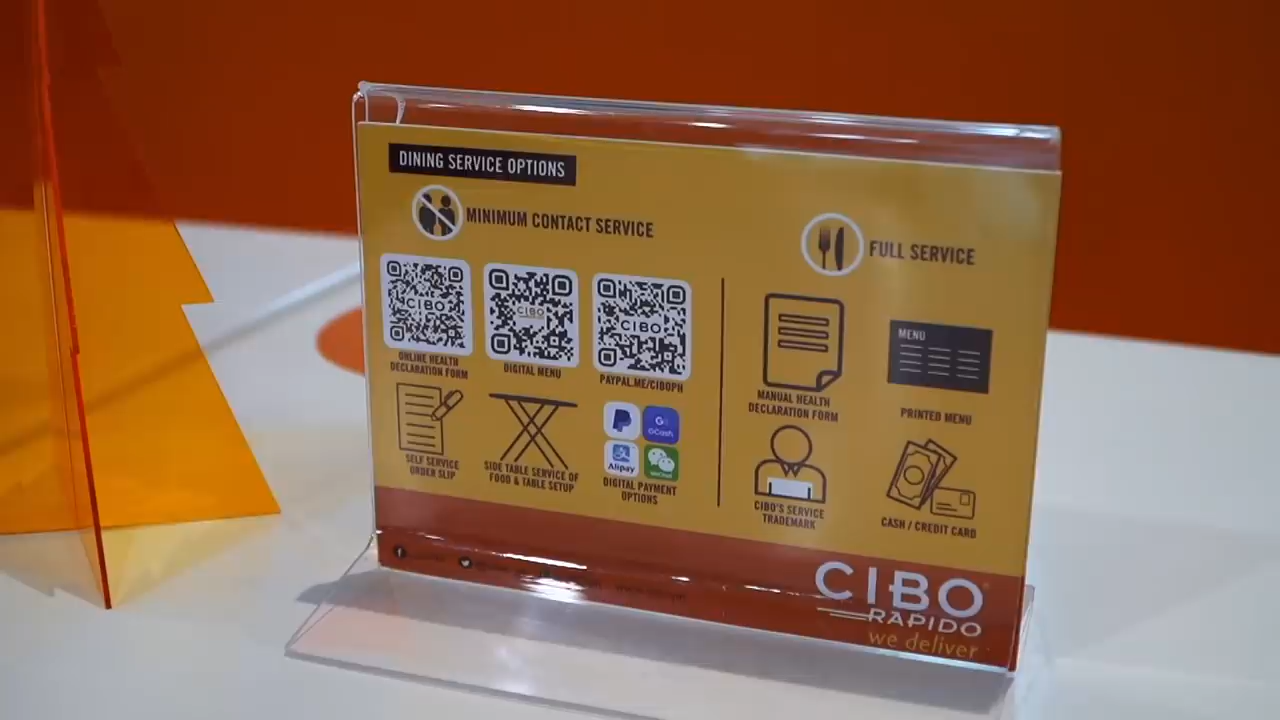 DINING SERVICE OPTIONS
MINIMUM CONTACT SERVICE
CIBO
CIBO
CIBO
ONLINE HEALTH
DECLARATION FORM
DIGITAL MENU
PAYPAL.ME/CIBOPH
SELF SERVICE
ORDER SLIP
SIDE TABLE SERVICE OF
FOOD & TABLE SETUP
GCash
Alipay
WeChat
DIGITAL PAYMENT
OPTIONS
FULL SERVICE
MANUAL HEALTH
DECLARATION FORM
MENU
PRINTED MENU
CIBO'S SERVICE
TRADEMARK
CASH / CREDIT CARD
CIBO
RAPIDO
we deliver